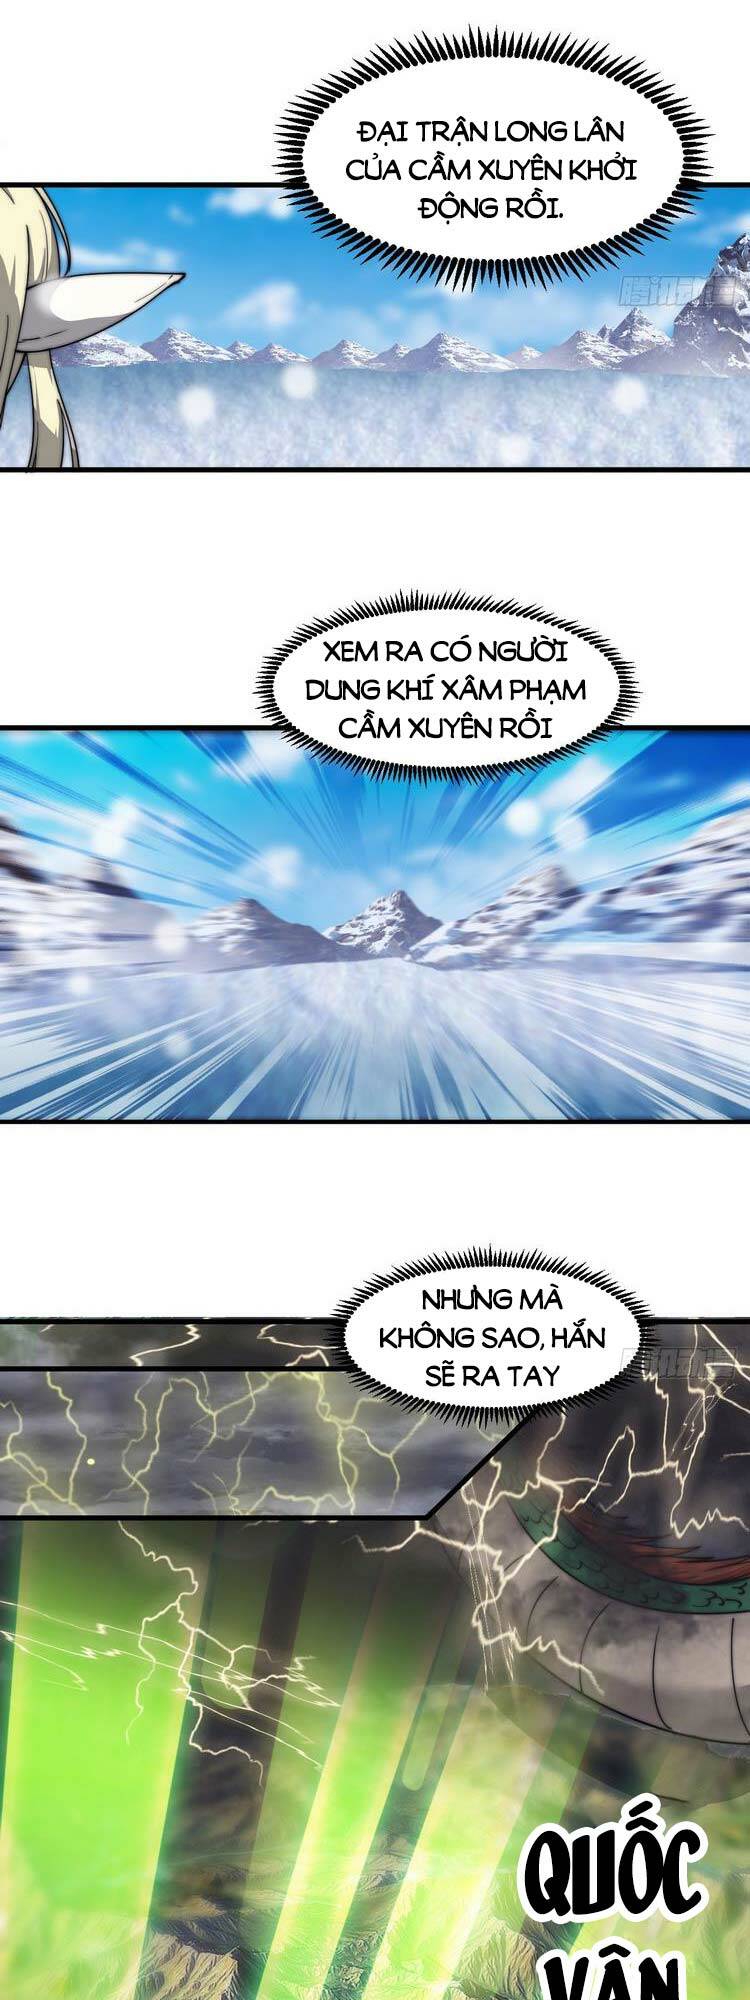 ĐẠI TRẬN LONG LÂN
CỦA CẦM XUYÊN KHỞI
ĐỘNG RỒI.
XEM RA CÓ NGƯỜI
DUNG KHÍ XÂM PHẠM
CẦM XUYÊN RỒI
NHƯNG MÀ
KHÔNG SAO, HẮN
SẼ RA TAY
QUỐC
VẬN